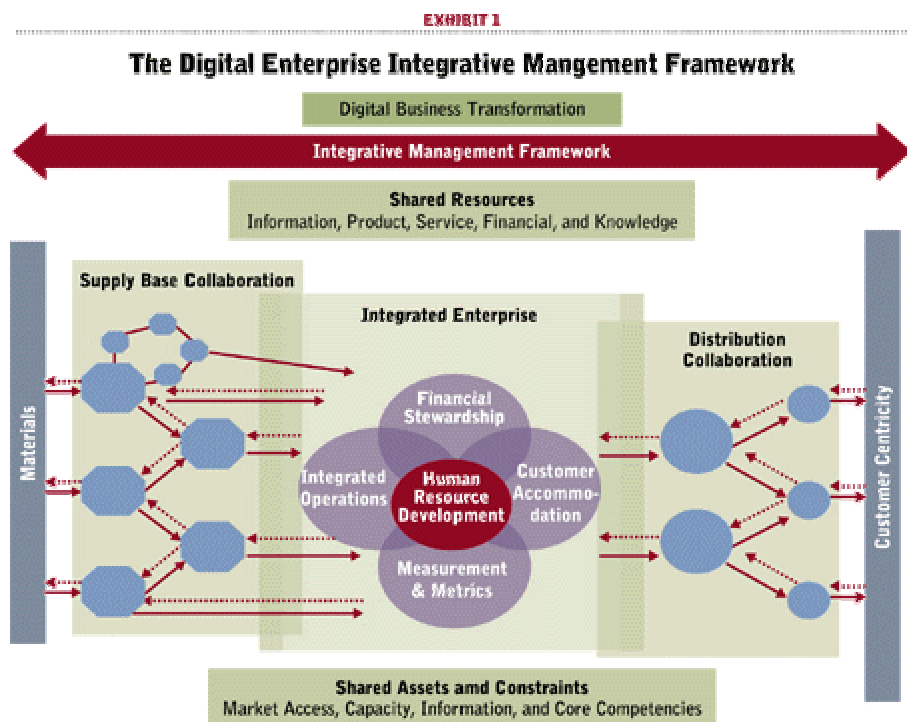 EXHIBIT 1
The Digital Enterprise Integrative Mangement Framework
Digital Business Transformation
Integrative Management Framework
Shared Resources
Information, Product, Service, Financial, and Knowledge
Supply Base Collaboration
Integrated Enterprise
Distribution
Collaboration
Materials
Financial
Stewardship
Integrated
Operations
Human
Resource
Development
Customer
Accommo-
dation
Measurement
& Metrics
Customer Centricity
Shared Assets amd Constraints
Market Access, Capacity, Information, and Core Competencies